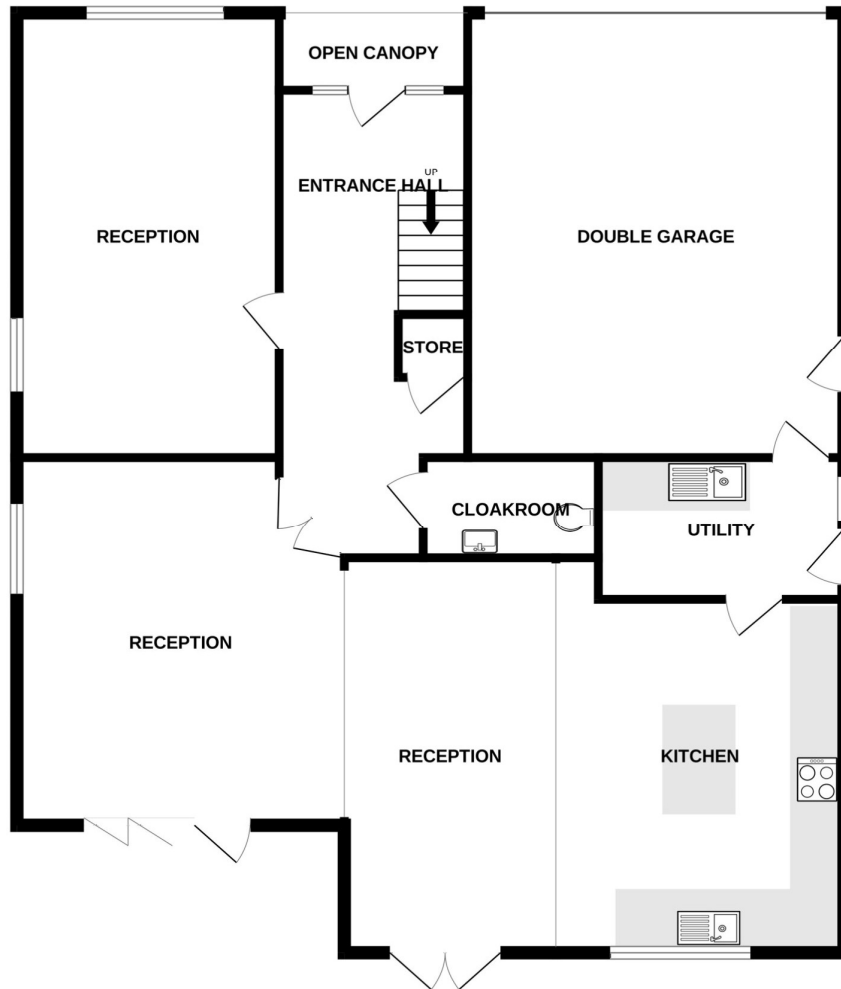 OPEN CANOPY
UP
ENTRANCE HALL
RECEPTION
DOUBLE GARAGE
STORE
CLOAKROOM
UTILITY
RECEPTION
RECEPTION
KITCHEN